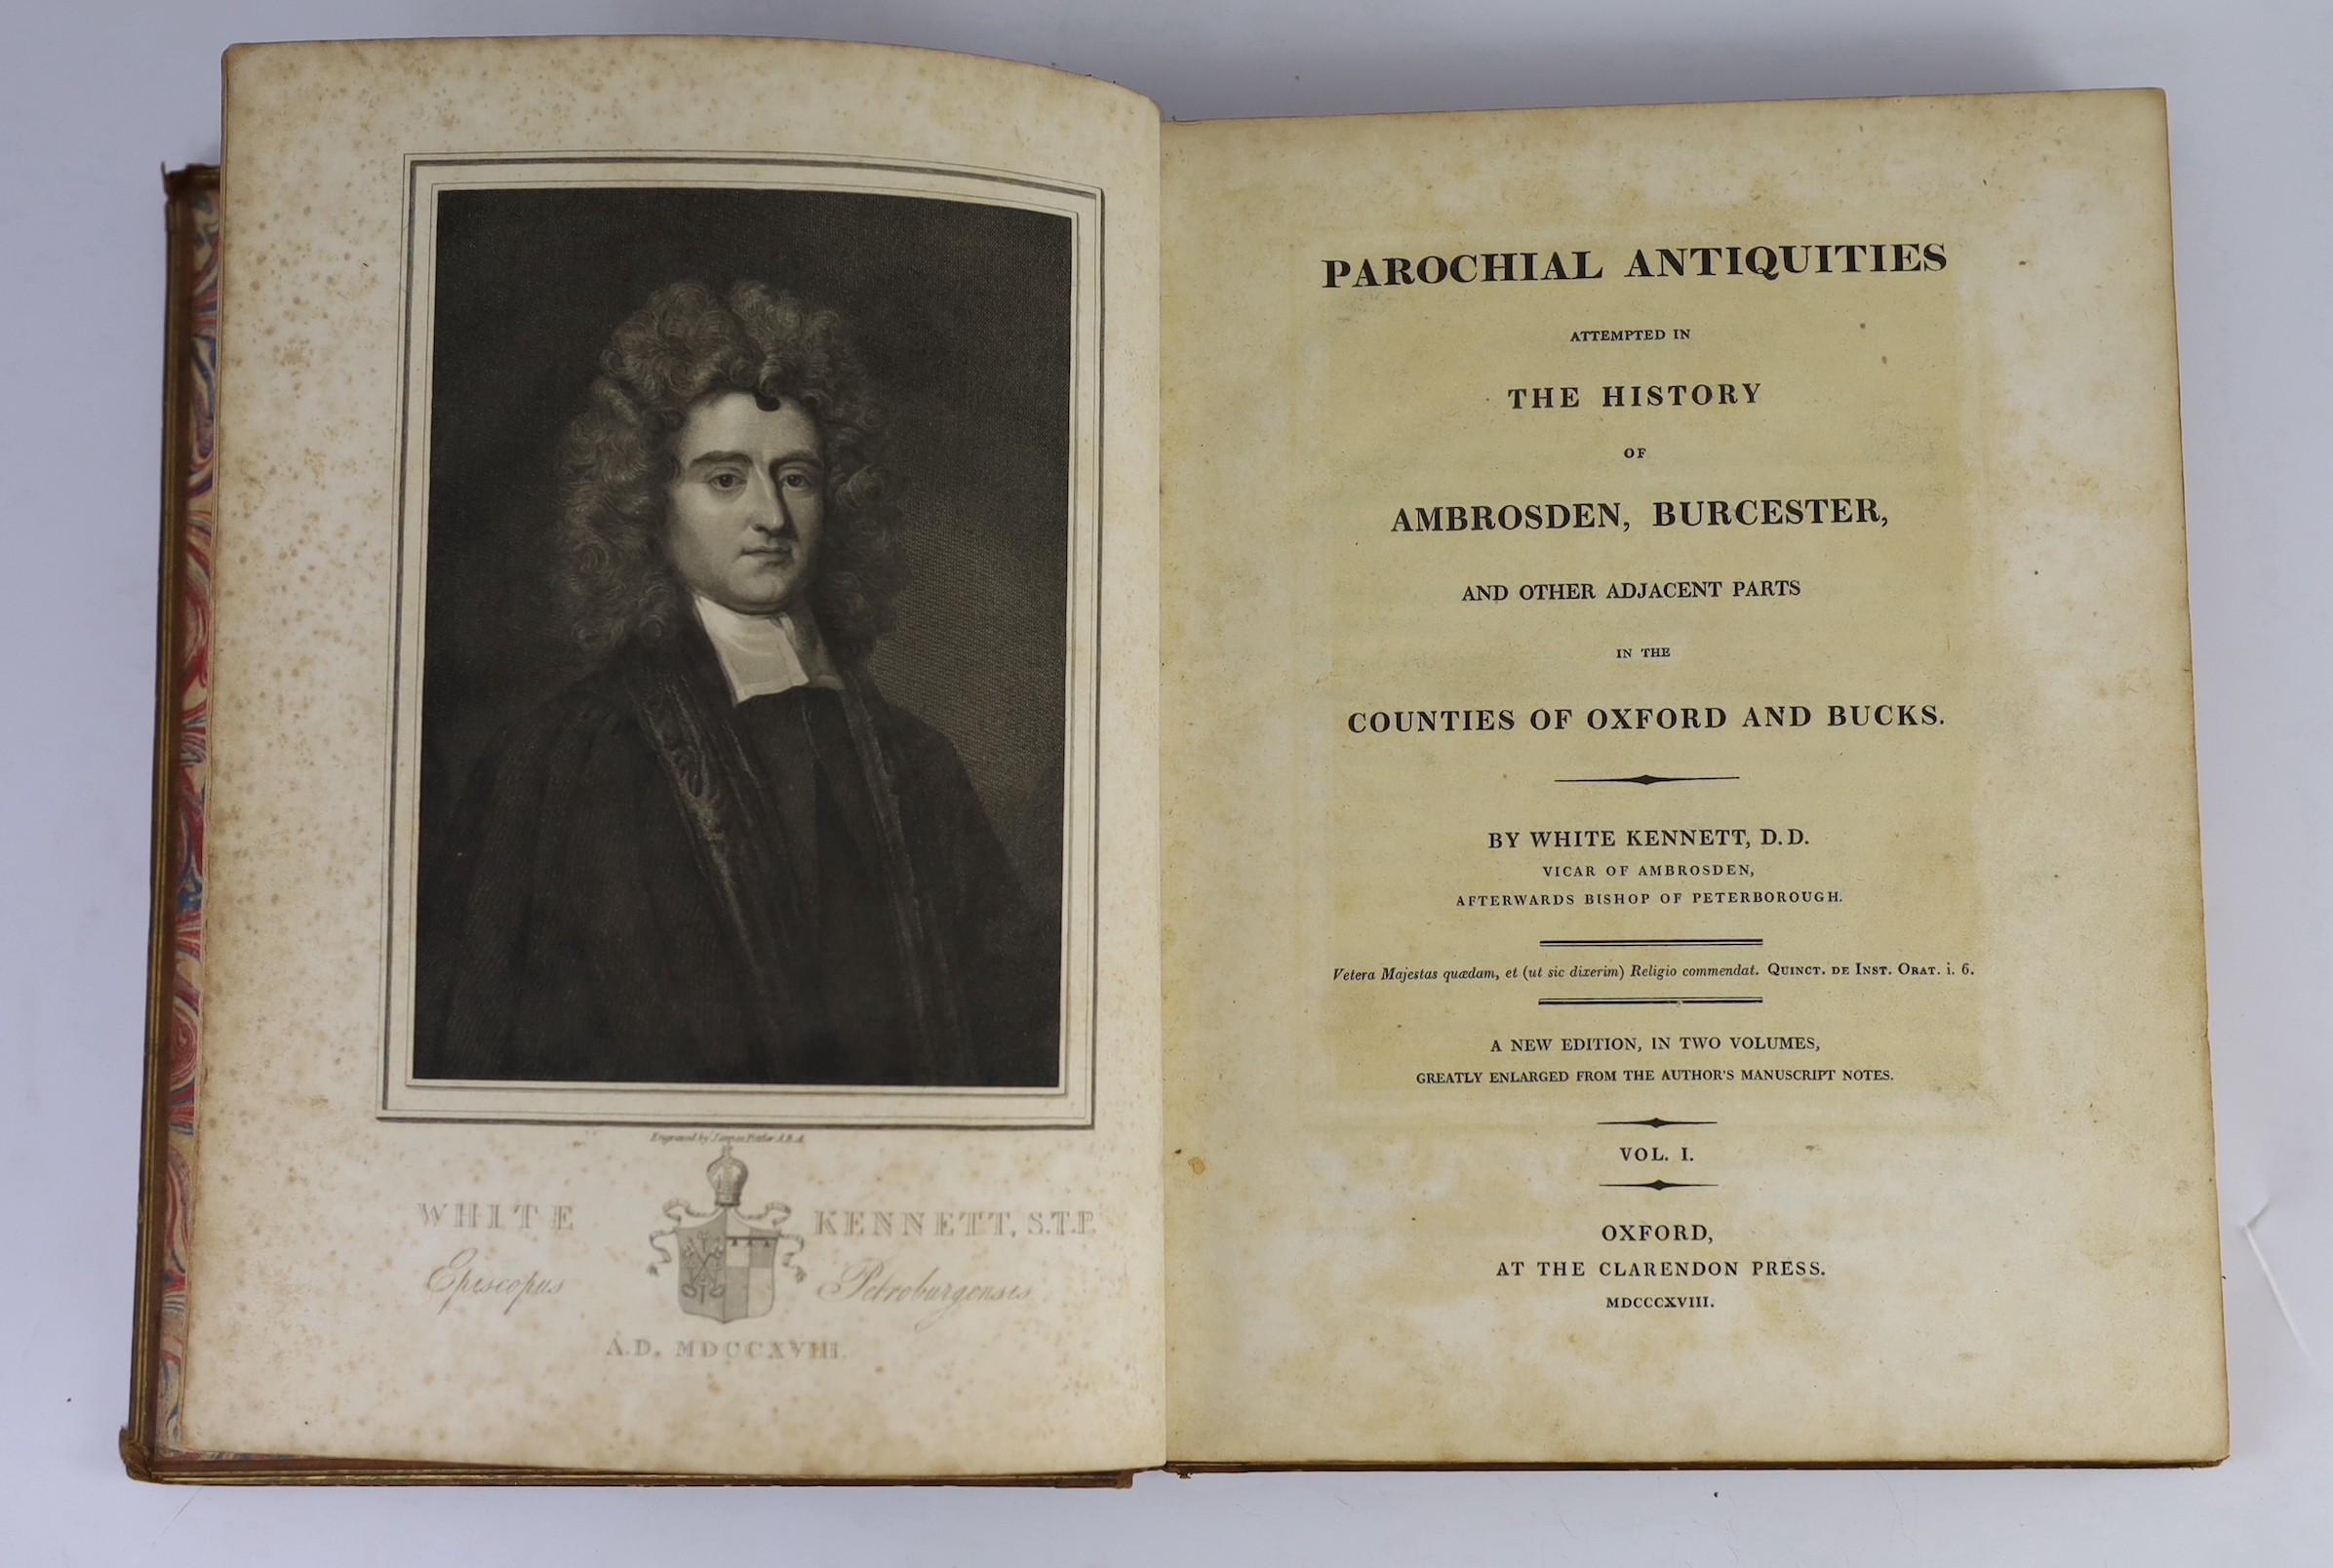 Engraved by James Fittler A.R.A.
WHITE KENNETT, S.T.P.
Episcopus Petroburgensis
A.D. MDCCXVIII.
PAROCHIAL ANTIQUITIES
ATTEMPTED IN
THE HISTORY
OF
AMBROSDEN, BURCESTER,
AND OTHER ADJACENT PARTS
IN THE
COUNTIES OF OXFORD AND BUCKS.
BY WHITE KENNETT, D.D.
VICAR OF AMBROSDEN,
AFTERWARDS BISHOP OF PETERBOROUGH.
Vetera Majestas quædam, et (ut sic dixerim) Religio commendat. QUINCT. DE INST. ORAT. i. 6.
A NEW EDITION, IN TWO VOLUMES,
GREATLY ENLARGED FROM THE AUTHOR'S MANUSCRIPT NOTES.
VOL. I.
OXFORD,
AT THE CLARENDON PRESS.
MDCCCXVIII.